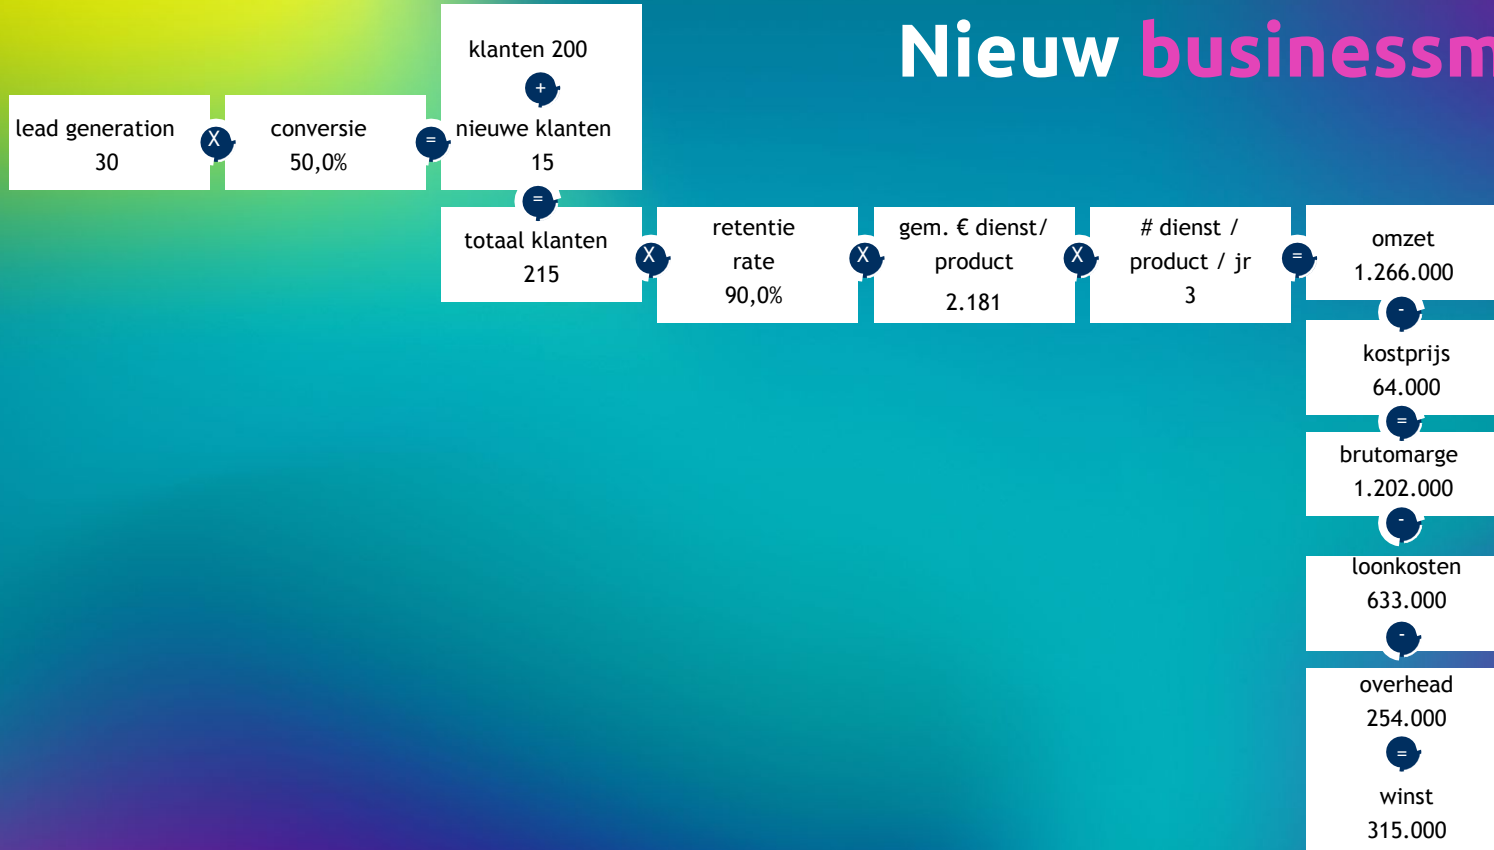 Nieuw businessm
klanten 200
+
lead generation
30
X
conversie
50,0%
=
nieuwe klanten
15
=
totaal klanten
215
X
retentie
rate
90,0%
X
gem. € dienst/
product
2.181
X
# dienst /
product / jr
3
=
omzet
1.266.000
-
kostprijs
64.000
=
brutomarge
1.202.000
-
loonkosten
633.000
-
overhead
254.000
=
winst
315.000